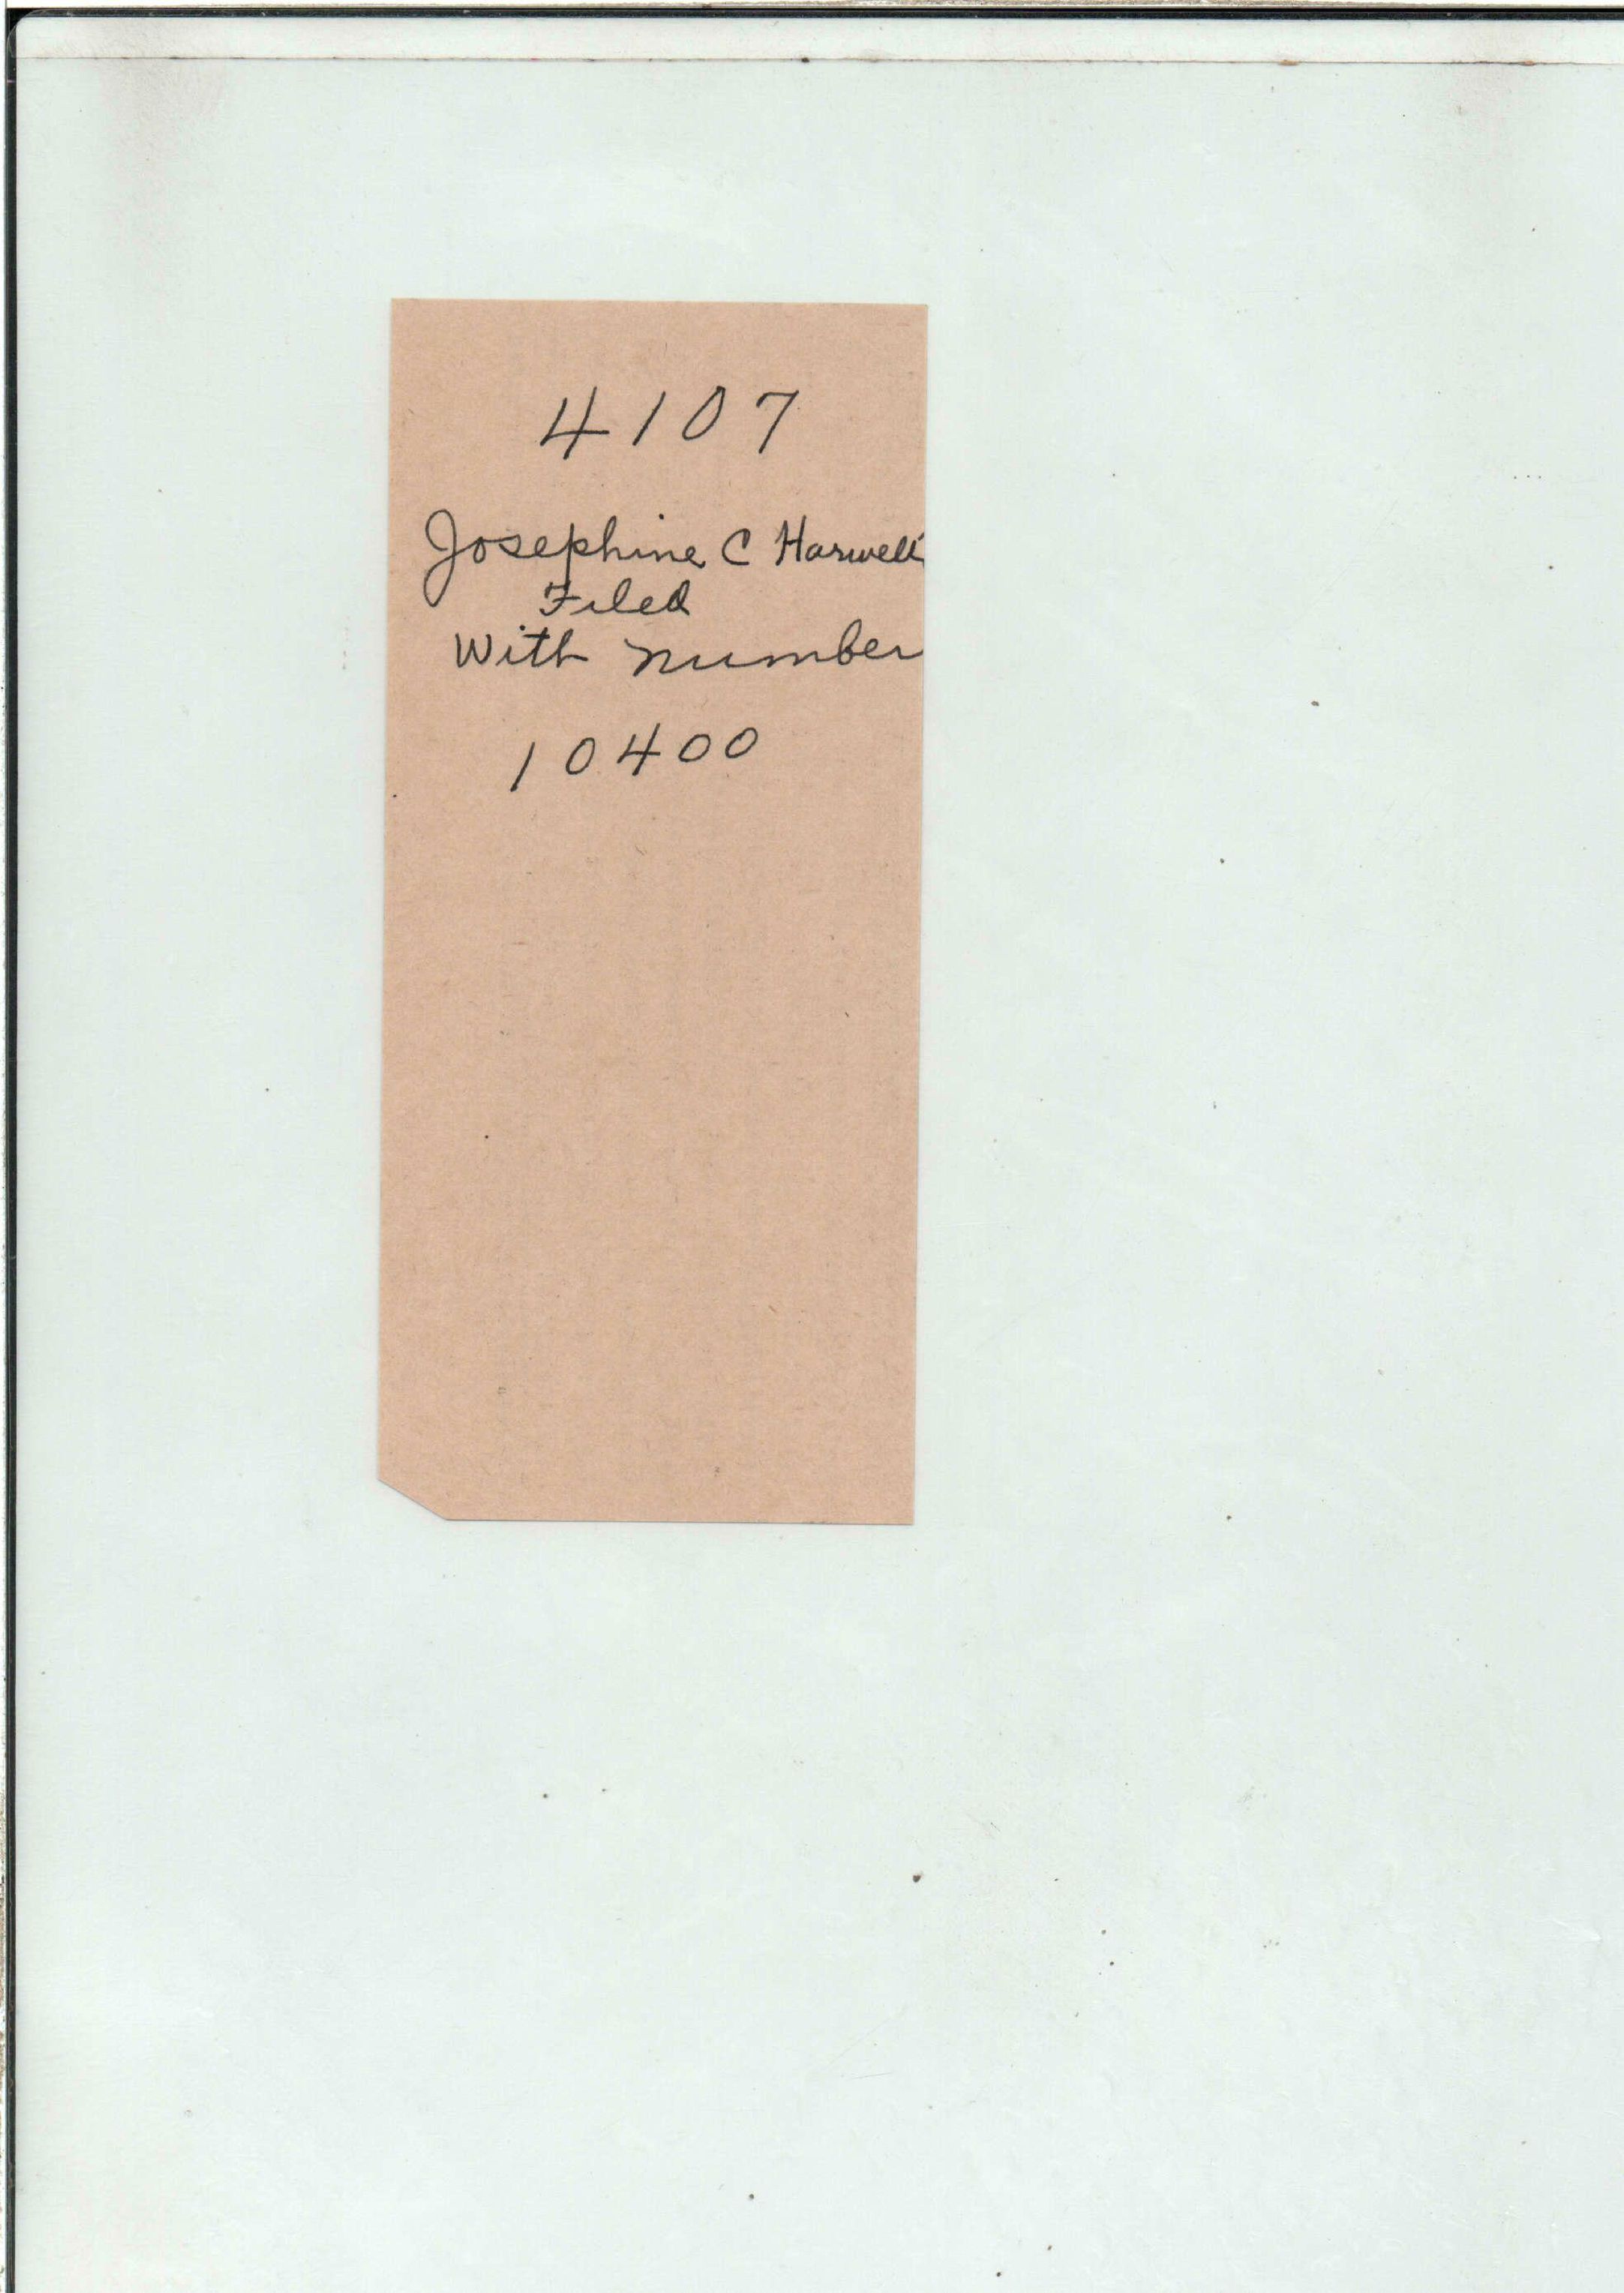 4107
Josephine C Harwell
Filed
With number
10400